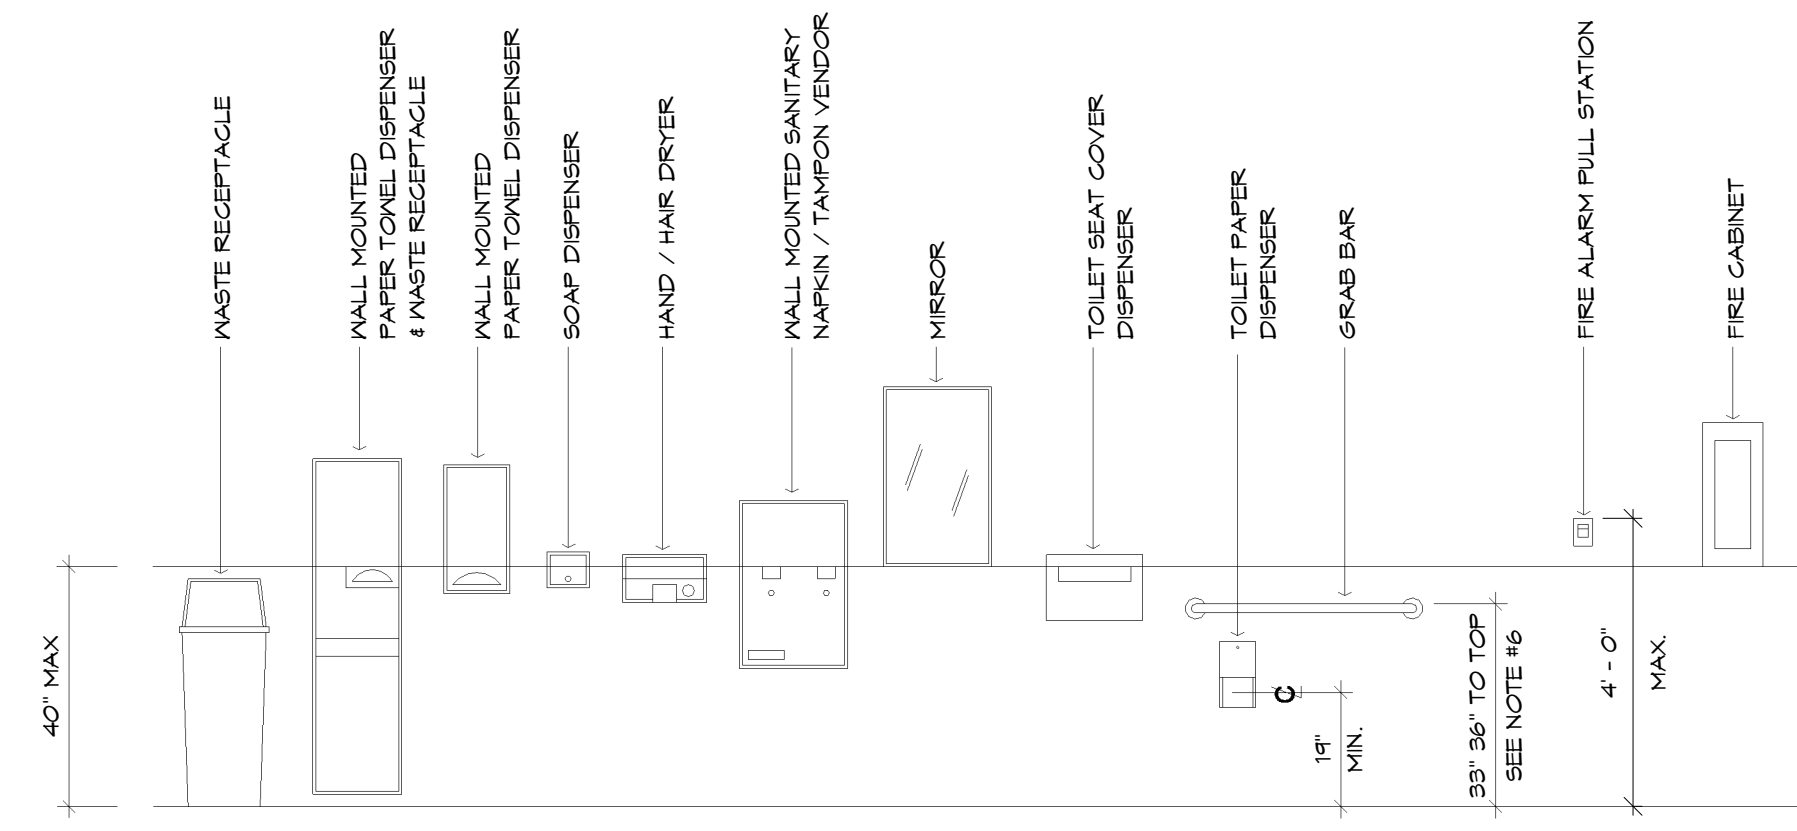 WASTE RECEPTACLE
WALL MOUNTED
PAPER TOWEL DISPENSER
& WASTE RECEPTACLE
WALL MOUNTED
PAPER TOWEL DISPENSER
SOAP DISPENSER
HAND / HAIR DRYER
WALL MOUNTED SANITARY
NAPKIN / TAMPON VENDOR
MIRROR
TOILET SEAT COVER
DISPENSER
TOILET PAPER
DISPENSER
GRAB BAR
FIRE ALARM PULL STATION
FIRE CABINET
40" MAX
C
19"
MIN.
33" 36" TO TOP
SEE NOTE #6
4' - 0"
MAX.